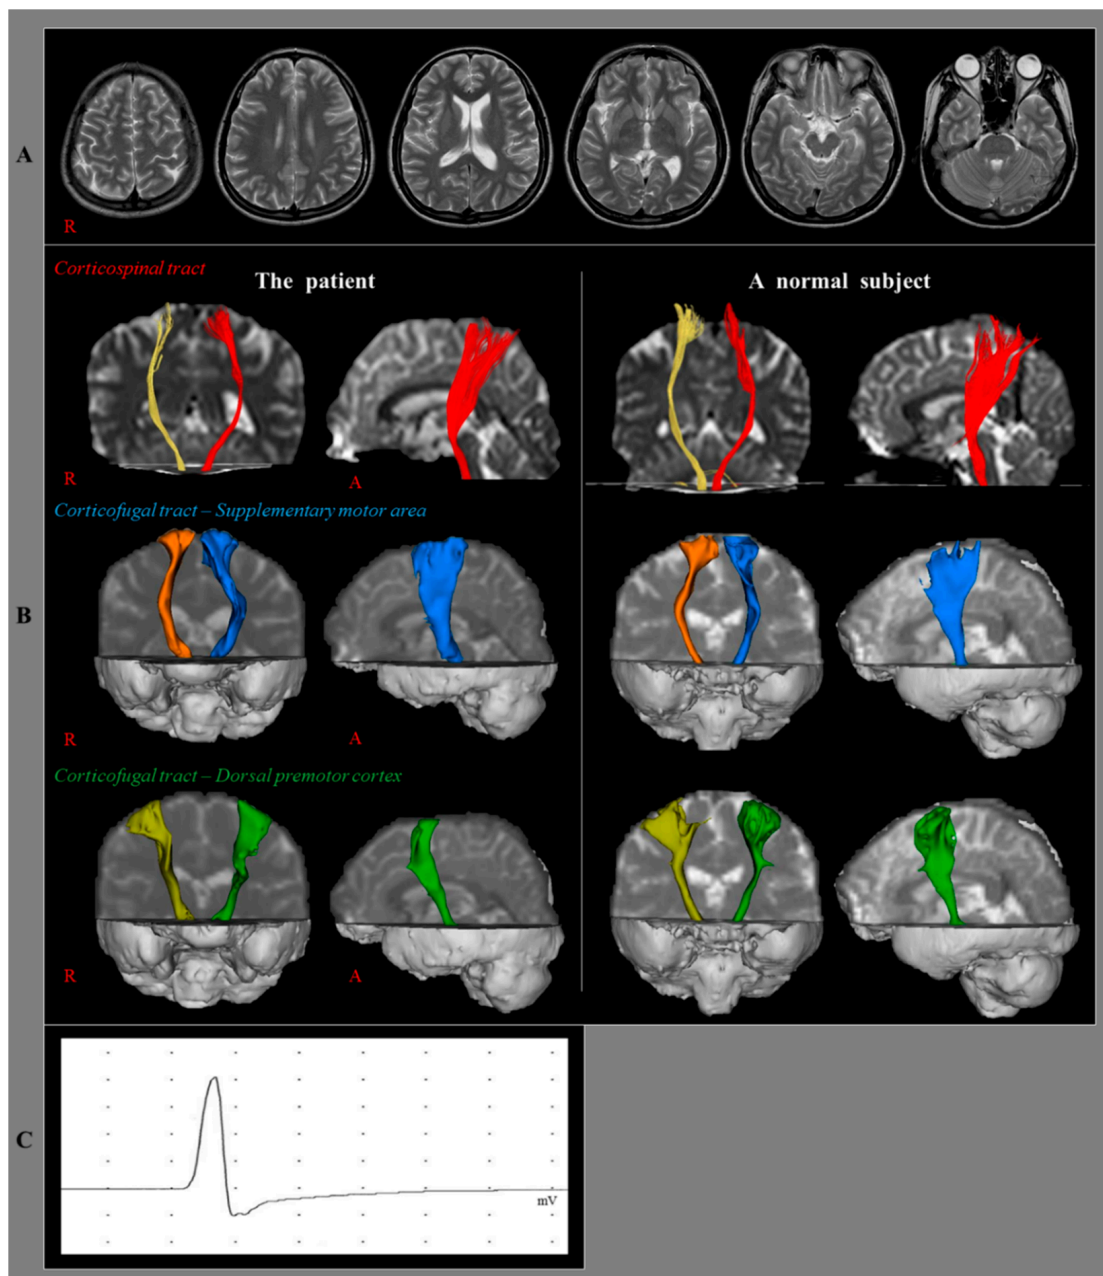 A
R
Corticospinal tract
The patient
A normal subject
R
A
Corticofugal tract – Supplementary motor area
B
R
A
Corticofugal tract – Dorsal premotor cortex
R
A
C
mV